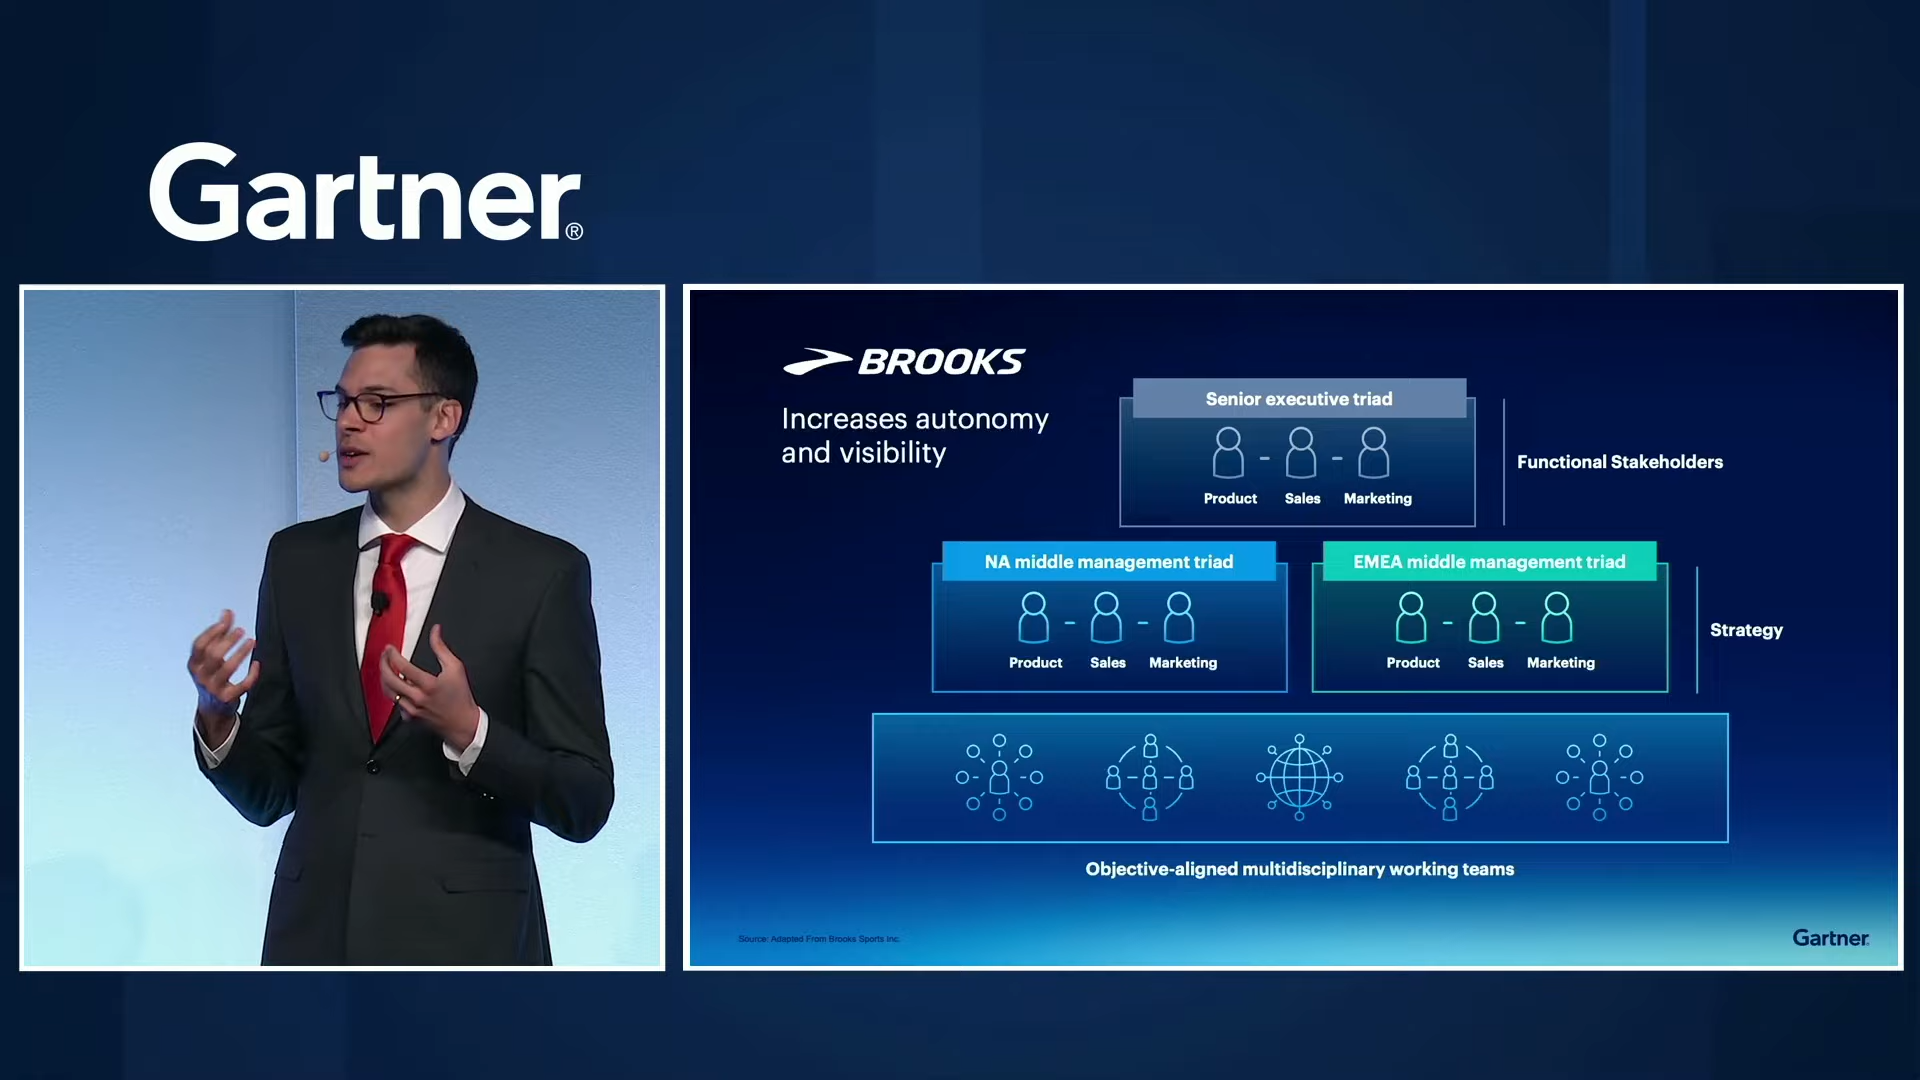 Gartner®
BROOKS
Increases autonomy
and visibility
Senior executive triad
Product Sales Marketing
Functional Stakeholders
NA middle management triad
Product Sales Marketing
EMEA middle management triad
Product Sales Marketing
Strategy
Objective-aligned multidisciplinary working teams
Source: Adapted From Brooks Sports Inc.
Gartner